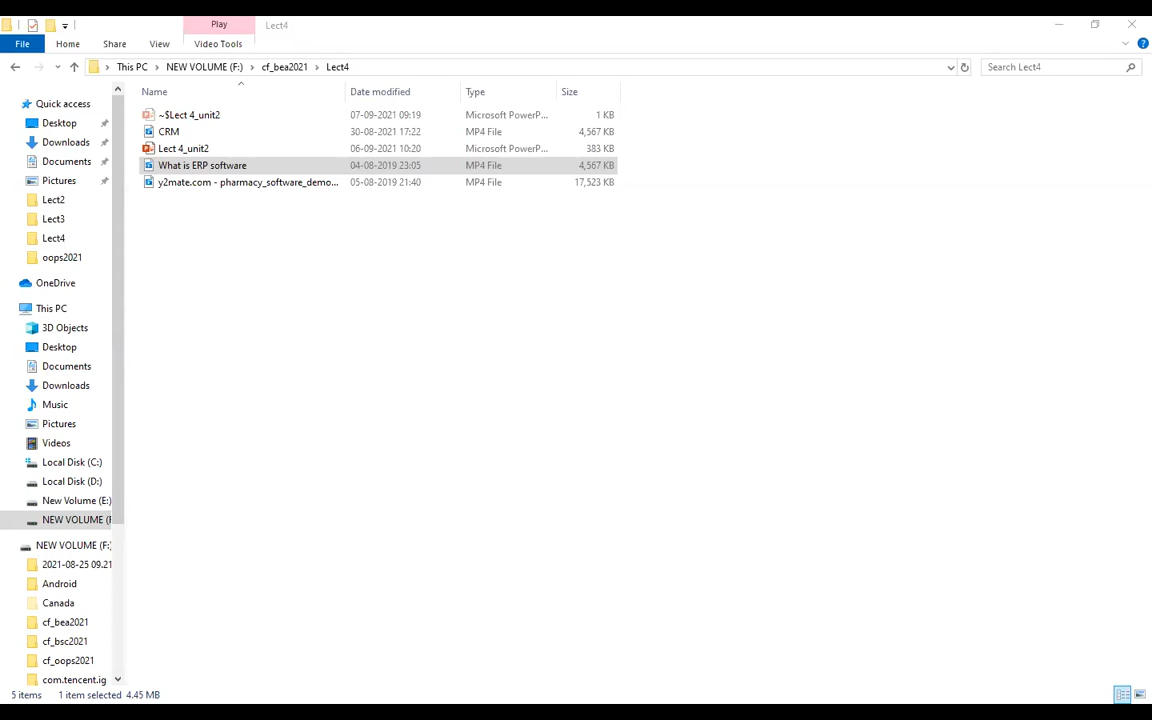 Play
Lect4
File
Home
Share
View
Video Tools
This PC
NEW VOLUME (F:)
cf_bea2021
Lect4
Search Lect4
Name
Date modified
Type
Size
~$Lect 4_unit2
07-09-2021 09:19
Microsoft PowerP...
1 KB
CRM
30-08-2021 17:22
MP4 File
4,567 KB
Lect 4_unit2
06-09-2021 10:20
Microsoft PowerP...
383 KB
What is ERP software
04-08-2019 23:05
MP4 File
4,567 KB
y2mate.com - pharmacy_software_demo...
05-08-2019 21:40
MP4 File
17,523 KB
Quick access
Desktop
Downloads
Documents
Pictures
Lect2
Lect3
Lect4
oops2021
OneDrive
This PC
3D Objects
Desktop
Documents
Downloads
Music
Pictures
Videos
Local Disk (C:)
Local Disk (D:)
New Volume (E:)
NEW VOLUME (F
NEW VOLUME (F:)
2021-08-25 09.21
Android
Canada
cf_bea2021
cf_bsc2021
cf_oops2021
com.tencent.ig
5 items
1 item selected 4.45 MB